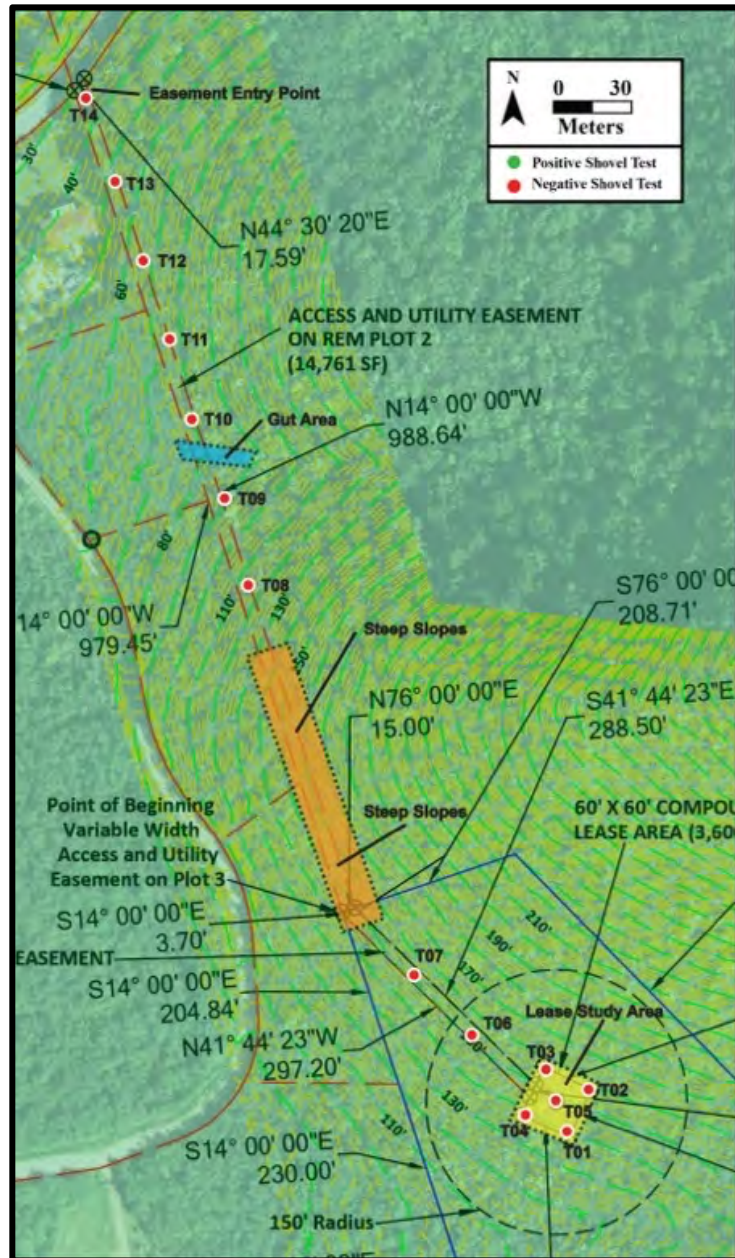 N
0 30
Meters
Positive Shovel Test
Negative Shovel Test
Easement Entry Point
T14
30'
40'
T13
N44° 30' 20"E
17.59'
T12
60'
ACCESS AND UTILITY EASEMENT
ON REM PLOT 2
(14,761 SF)
T11
N14° 00' 00"W
988.64'
T10
Gut Area
T09
80'
T08
110'
130'
S76° 00' 00
208.71'
14° 00' 00"W
979.45'
Steep Slopes
50'
N76° 00' 00"E
15.00'
S41° 44' 23"E
288.50'
Steep Slopes
Point of Beginning
Variable Width
Access and Utility
Easement on Plot 3
60' X 60' COMPOU
LEASE AREA (3,60
S14° 00' 00"E
3.70'
210'
190'
170'
EASEMENT
T07
S14° 00' 00"E
204.84'
T06
N41° 44' 23"W
297.20'
Lease Study Area
T03
T02
T05
T04
T01
130'
110'
S14° 00' 00"E
230.00'
150' Radius